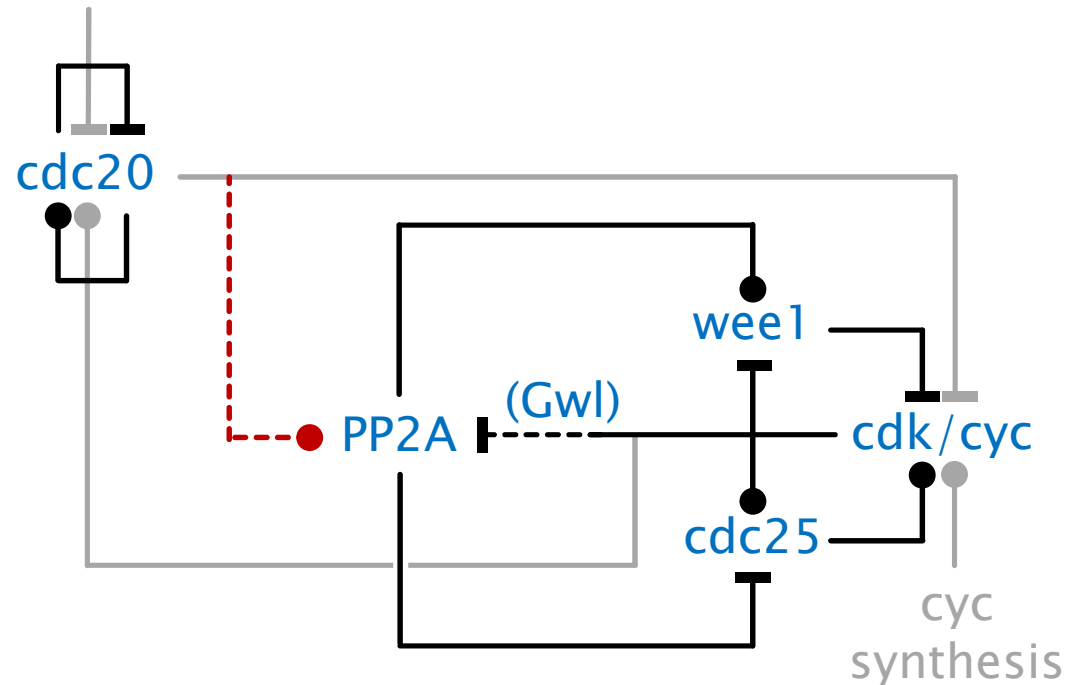 cdc20
wee1
(Gwl)
PP2A
cdk/cyc
cdc25
cyc
synthesis